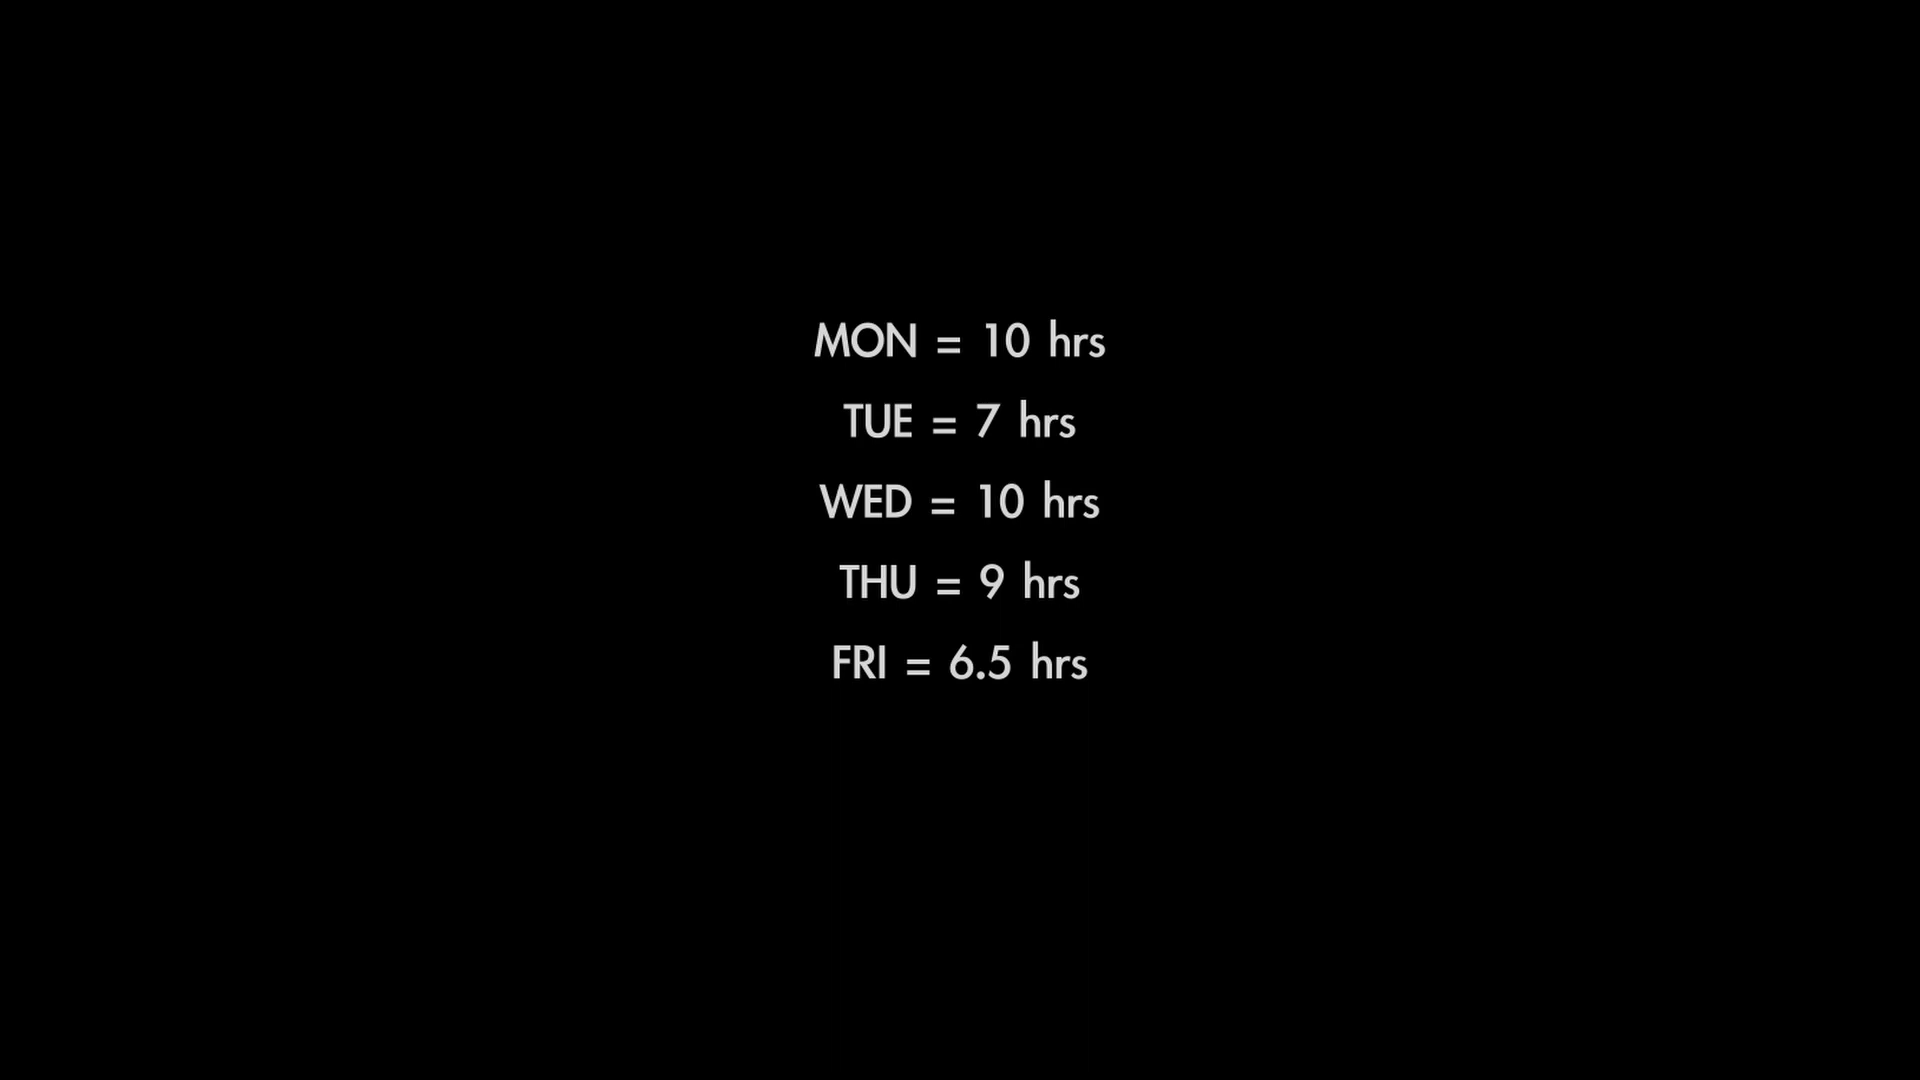 MON = 10 hrs
TUE = 7 hrs
WED = 10 hrs
THU = 9 hrs
FRI = 6.5 hrs